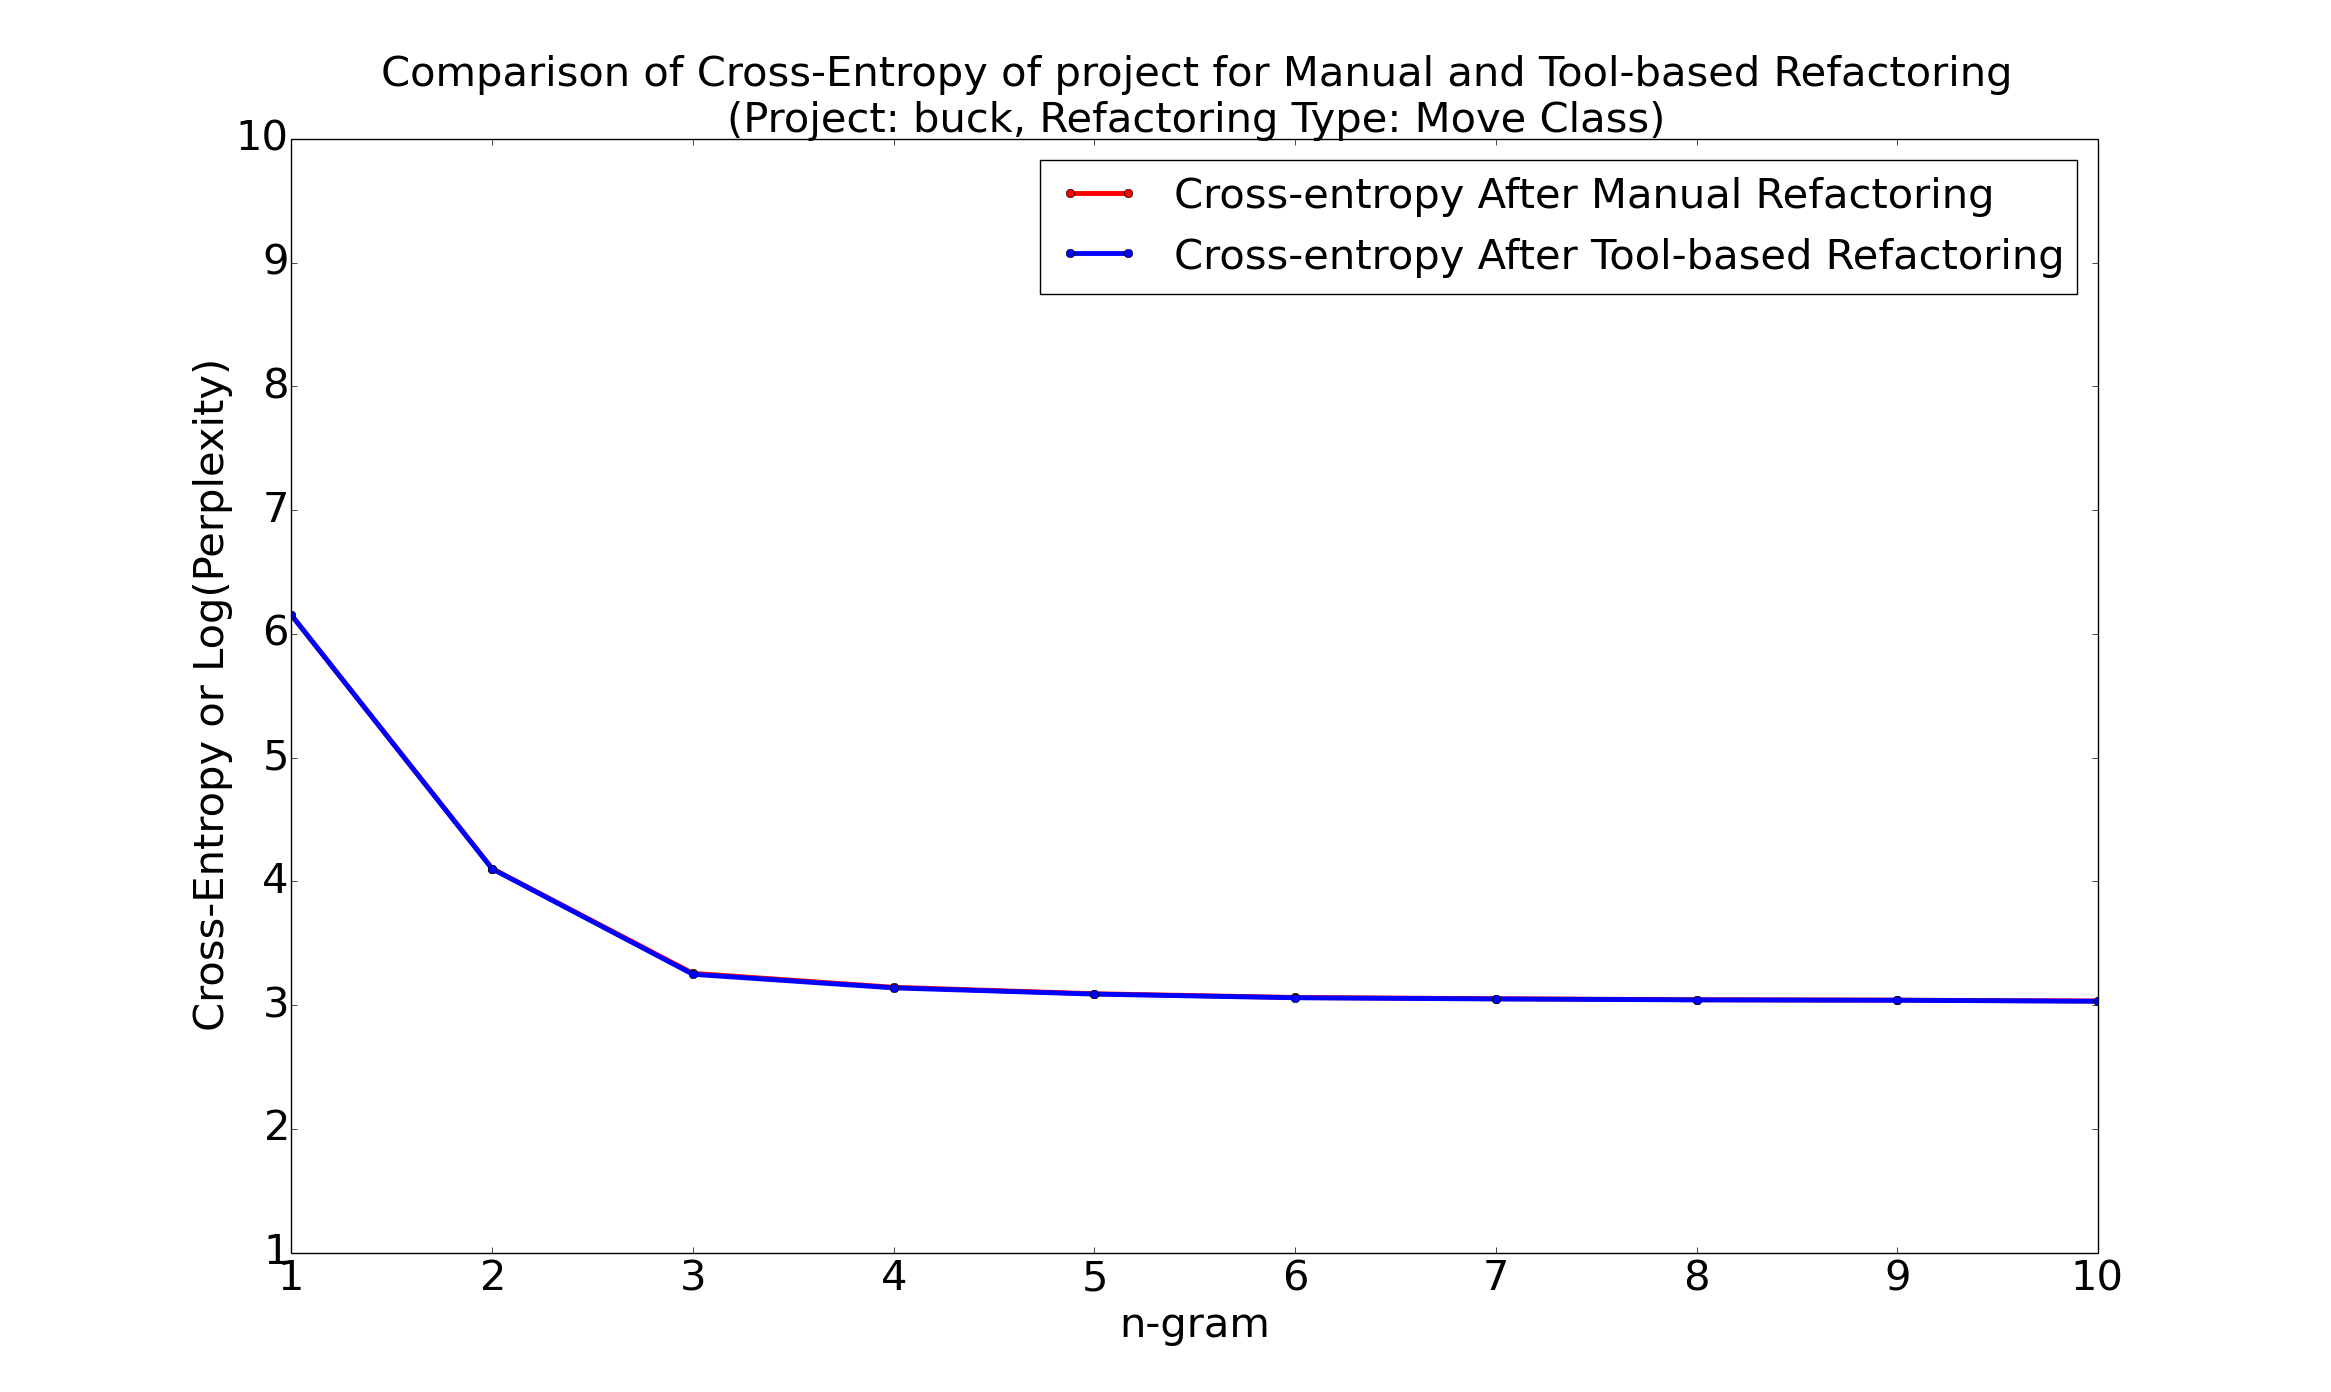 Comparison of Cross-Entropy of project for Manual and Tool-based Refactoring
(Project: buck, Refactoring Type: Move Class)
Cross-entropy After Manual Refactoring
Cross-entropy After Tool-based Refactoring
Cross-Entropy or Log(Perplexity)
10
9
8
7
6
5
4
3
2
1
1 2 3 4 5 6 7 8 9 10
n-gram